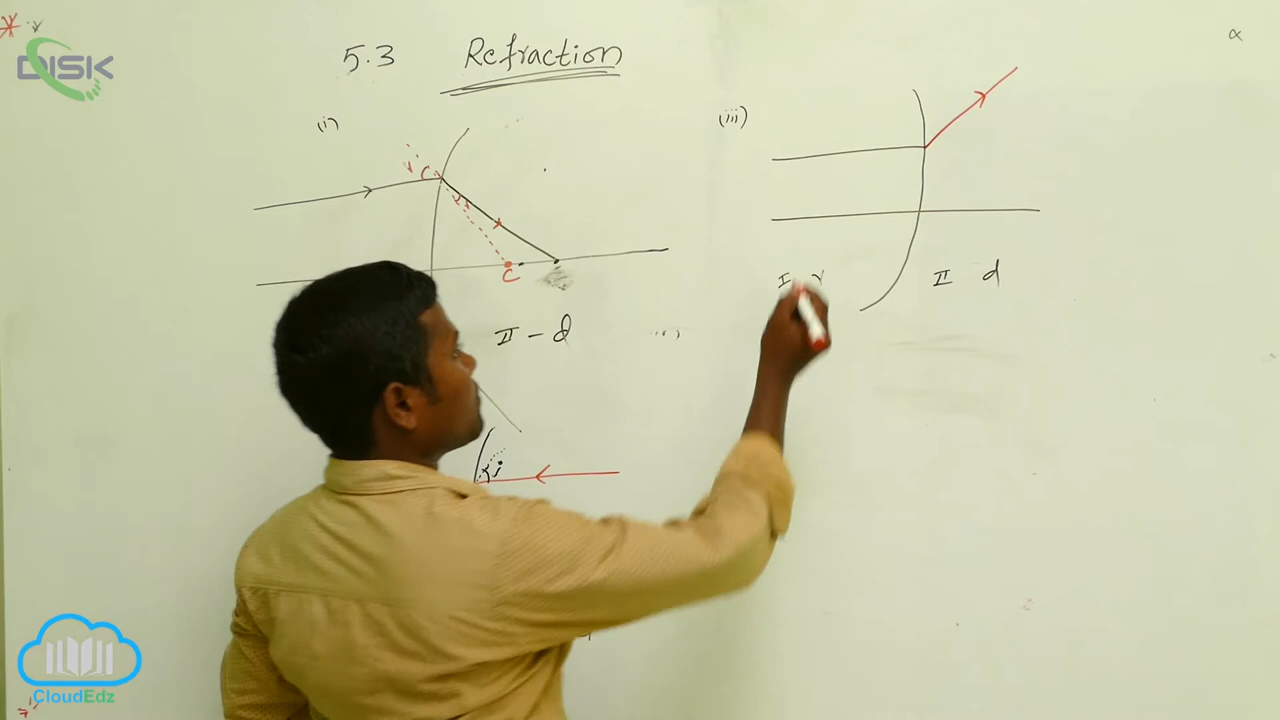 DISK
5.3 Refraction
(i)
(iii)
α
i
C
II - d
I r
II d
i
CloudEdz